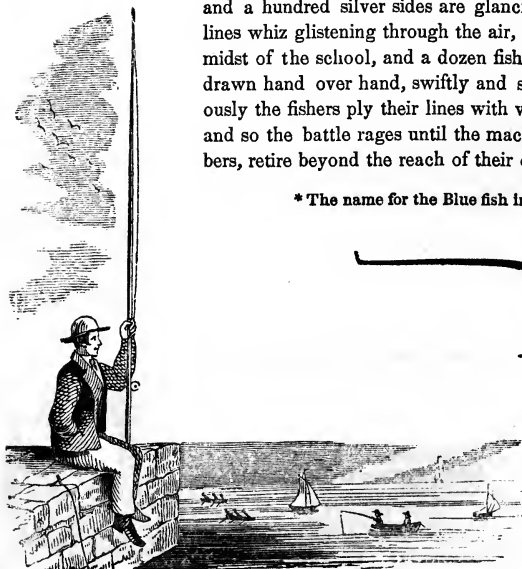 and a hundred silver sides are glanc
lines whiz glistening through the air,
midst of the school, and a dozen fish
drawn hand over hand, swiftly and s
ously the fishers ply their lines with v
and so the battle rages until the mac
bers, retire beyond the reach of their
* The name for the Blue fish i